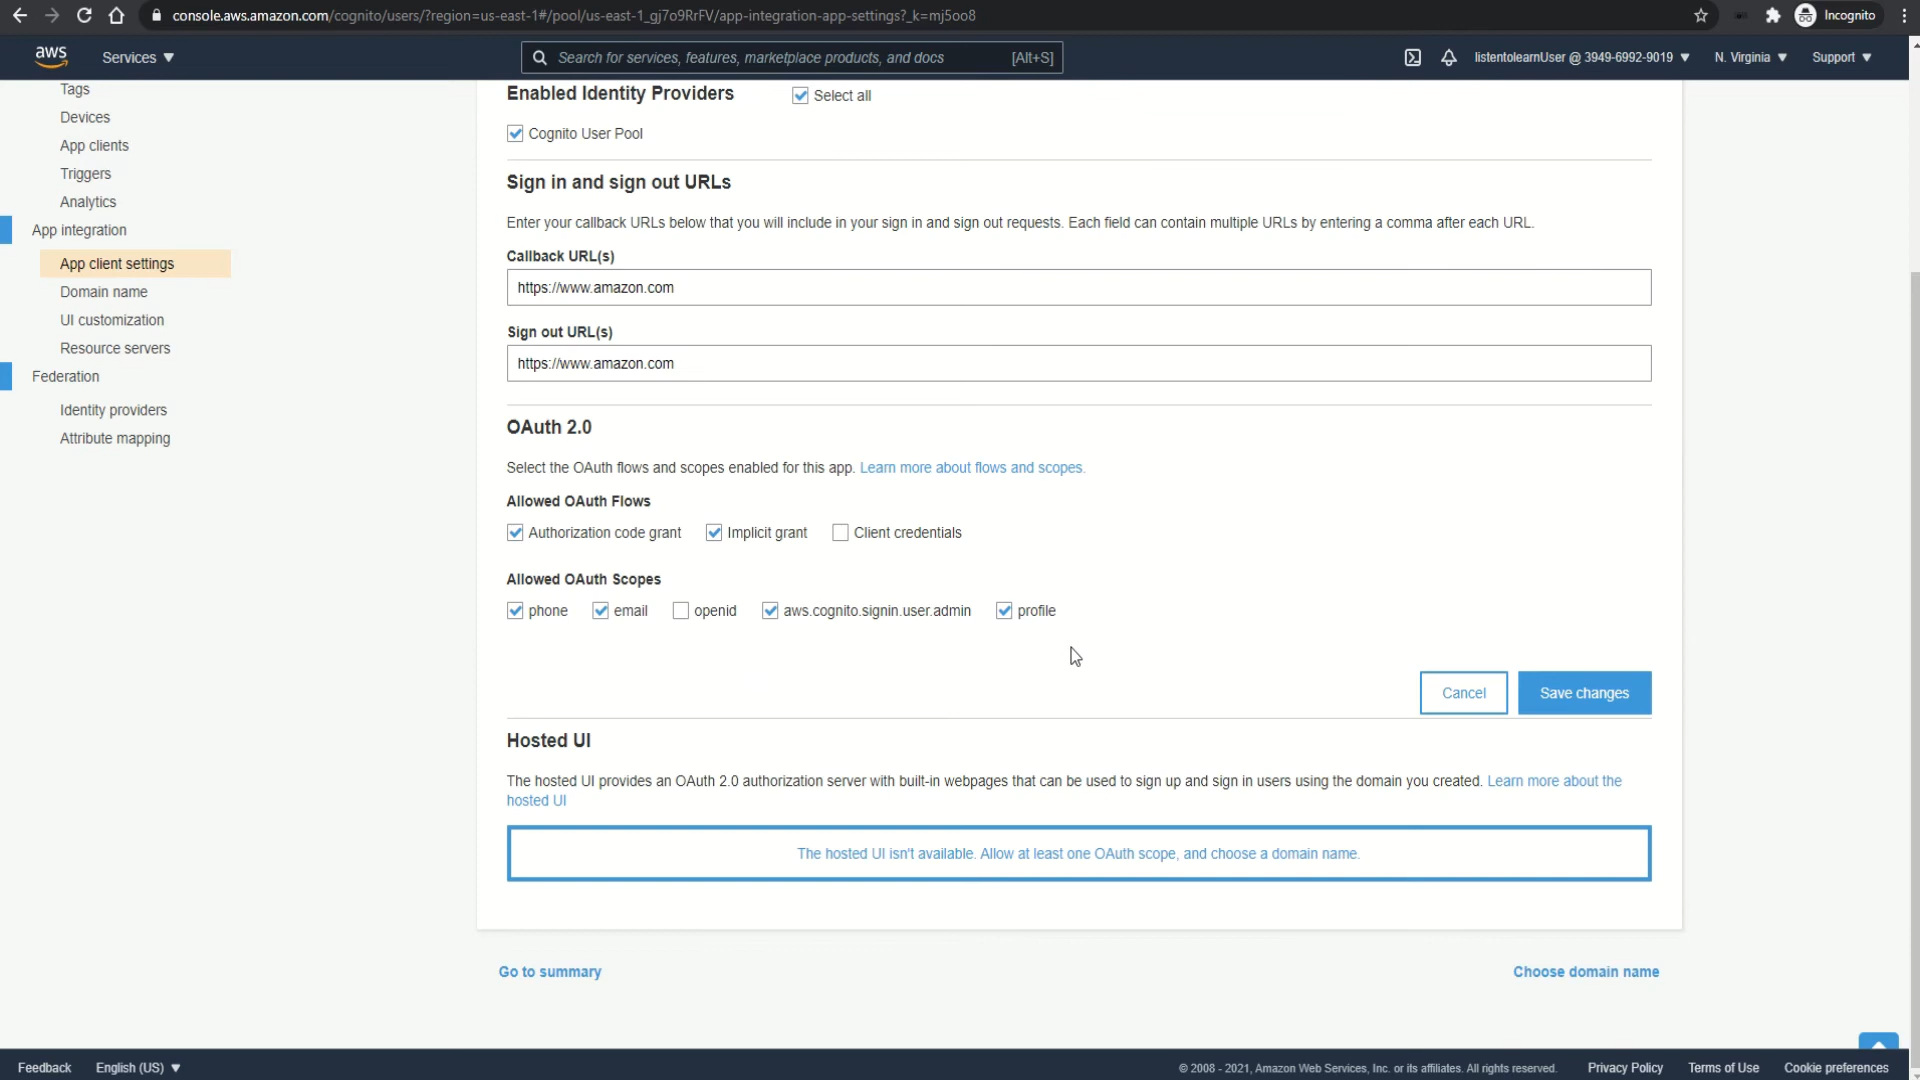 console.aws.amazon.com/cognito/users/?region=us-east-1#/pool/us-east-1_gj7o9RrFV/app-integration-app-settings?_k=mj5oo8
Incognito
aws
Services
Search for services, features, marketplace products, and docs
[Alt+S]
listentolearnUser @ 3949-6992-9019
N. Virginia
Support
Tags
Devices
App clients
Triggers
Analytics
App integration
App client settings
Domain name
UI customization
Resource servers
Federation
Identity providers
Attribute mapping
Enabled Identity Providers
Select all
Cognito User Pool
Sign in and sign out URLs
Enter your callback URLs below that you will include in your sign in and sign out requests. Each field can contain multiple URLs by entering a comma after each URL.
Callback URL(s)
https://www.amazon.com
Sign out URL(s)
https://www.amazon.com
OAuth 2.0
Select the OAuth flows and scopes enabled for this app. Learn more about flows and scopes.
Allowed OAuth Flows
Authorization code grant
Implicit grant
Client credentials
Allowed OAuth Scopes
phone
email
openid
aws.cognito.signin.user.admin
profile
Cancel
Save changes
Hosted UI
The hosted UI provides an OAuth 2.0 authorization server with built-in webpages that can be used to sign up and sign in users using the domain you created. Learn more about the
hosted UI
The hosted UI isn't available. Allow at least one OAuth scope, and choose a domain name.
Go to summary
Choose domain name
Feedback
English (US)
© 2008 - 2021, Amazon Web Services, Inc. or its affiliates. All rights reserved.
Privacy Policy
Terms of Use
Cookie preferences